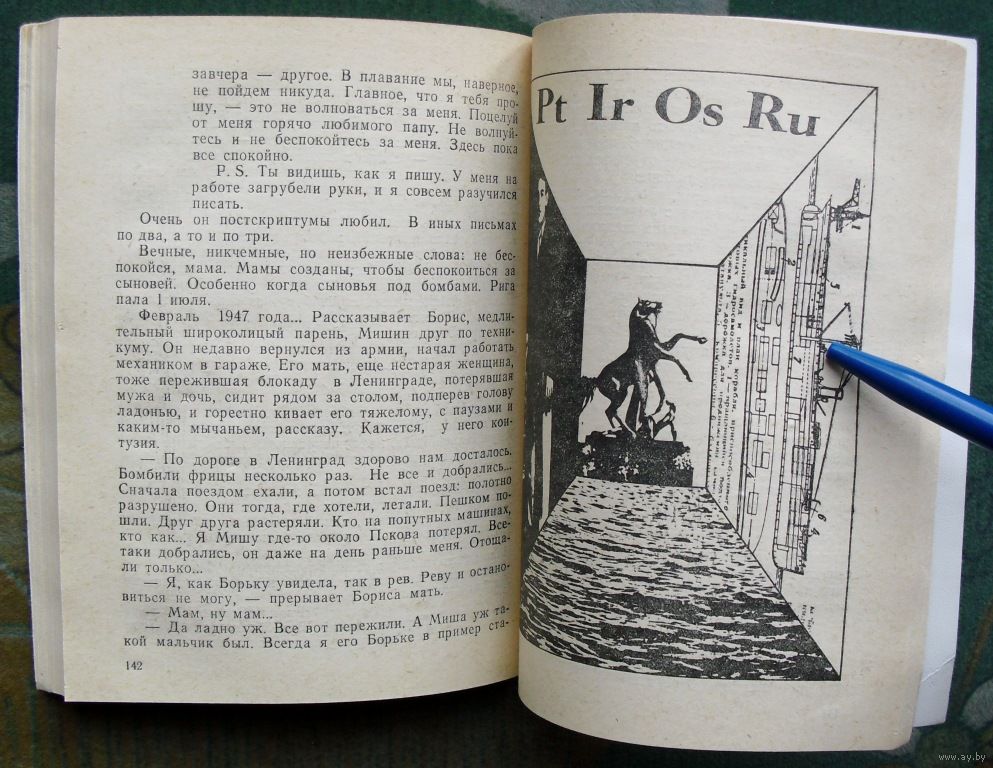 завчера — другое. В плавание мы, наверное,
не пойдем никуда. Главное, что я тебя про-
шу, — это не волноваться за меня. Поцелуй
от меня горячо любимого папу. Не волнуй-
тесь и не беспокойтесь за меня. Здесь пока
все спокойно.
P. S. Ты видишь, как я пишу. У меня на
работе загрубели руки, и я совсем разучился
писать.
Очень он постскриптумы любил. В иных письмах
по два, а то и по три.
Вечные, никчемные, но неизбежные слова: не бес-
покойся, мама. Мамы созданы, чтобы беспокоиться за
сыновей. Особенно когда сыновья под бомбами. Рига
пала 1 июля.
Февраль 1947 года... Рассказывает Борис, медли-
тельный широколицый парень, Мишин друг по техни-
куму. Он недавно вернулся из армии, начал работать
механиком в гараже. Его мать, еще нестарая женщина,
тоже пережившая блокаду в Ленинграде, потерявшая
мужа и дочь, сидит рядом за столом, подперев голову
ладонью, и горестно кивает его тяжелому, с паузами и
каким-то мычаньем, рассказу. Кажется, у него кон-
тузия.
— По дороге в Ленинград здорово нам досталось.
Бомбили фрицы несколько раз. Не все и добрались...
Сначала поездом ехали, а потом встал поезд: полотно
разрушено. Они тогда, где хотели, летали. Пешком по-
шли. Друг друга растеряли. Кто на попутных машинах,
кто как... Я Мишу где-то около Пскова потерял. Все-
таки добрались, он даже на день раньше меня. Отоща-
ли только...
— Я, как Борьку увидела, так в рев. Реву и остано-
виться не могу, — прерывает Бориса мать.
— Мам, ну мам...
— Да ладно уж. Все вот пережили. А Миша уж та-
кой мальчик был. Всегда я его Борьке в пример ста-
142
Pt Ir Os Ru
www.ay.by